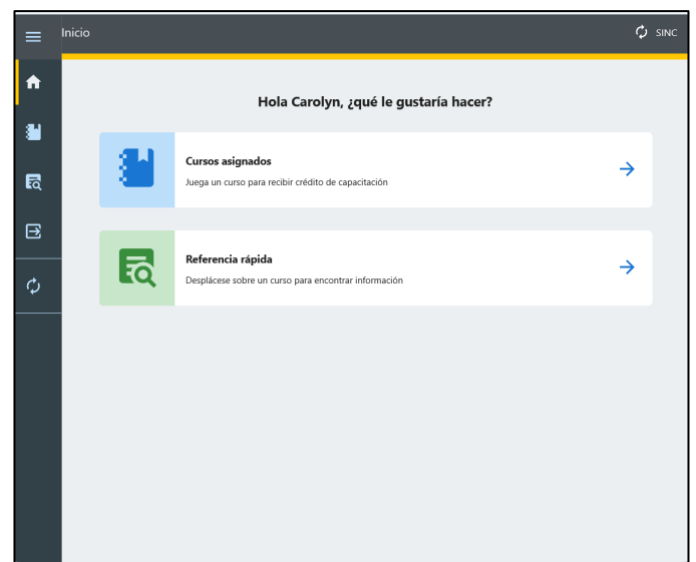 Inicio
SINC
Hola Carolyn, ¿qué le gustaría hacer?
Cursos asignados
Juega un curso para recibir crédito de capacitación
Referencia rápida
Desplácese sobre un curso para encontrar información